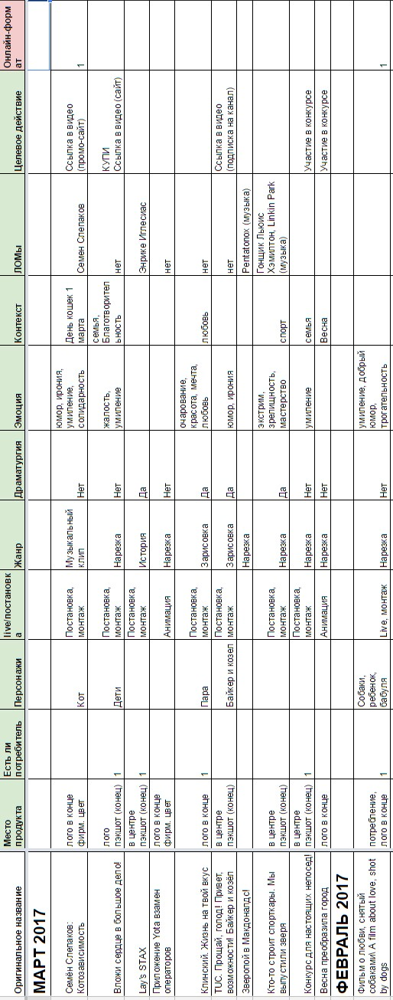 Оригинальное название
Место
продукта
Есть ли
потребитель
Персонажи
live/постановк
а
Жанр
Драматургия
Эмоция
Контекст
ЛОМы
Целевое действие
Онлайн-форм
ат
МАРТ 2017
Семён Слепаков:
Котозависимость
лого в конце
фирм. цвет
Кот
Постановка,
монтаж
Музыкальный
клип
Нет
юмор, ирония,
умиление,
солидарность
День кошек 1
марта
Семен Слепаков
Ссылка в видео
(промо-сайт)
1
Вложи сердце в большое дело!
лого
пэкшот (конец)
1
Дети
Постановка,
монтаж
Нарезка
Нет
жалость,
умиление
семья,
Благотворител
ьность
нет
КУПИ
Ссылка в видео (сайт)
Lay's STAX
в центре
пэкшот (конец)
1
Постановка,
монтаж
История
Да
Энрике Иглесиас
Приложение Yota взамен
операторов
лого в конце
фирм. цвет
Анимация
Нарезка
Нет
нет
Клинский. Жизнь на твой вкус
лого в конце
1
Пара
Постановка,
монтаж
Зарисовка
Да
очарование,
красота, мечта,
любовь
любовь
нет
TUC. Прощай, голод! Привет,
возможности! Байкер и козёл
в центре
пэкшот (конец)
Байкер и козел
Постановка,
монтаж
Зарисовка
Да
юмор, ирония
нет
Ссылка в видео
(подписка на канал)
Зверопой в Макдоналдс!
Нарезка
Pentatonox (музыка)
Кто-то строит спорткары. Мы
выпустили зверя
в центре
пэкшот (конец)
Постановка,
монтаж
Нарезка
Да
экстрим,
зрелищность,
мастерство
спорт
Гонщик Льюис
Хэмилтон, Linkin Park
(музыка)
Конкурс для настоящих непосед!
в центре
пэкшот (конец)
1
Постановка,
монтаж
Нарезка
Нет
умиление
семья
Участие в конкурсе
Весна преобразила город
лого в конце
Анимация
Нарезка
Нет
Весна
Участие в конкурсе
ФЕВРАЛЬ 2017
Фильм о любви, снятый
собаками\ A film about love, shot
by dogs
потребление,
лого в конце
1
Собаки,
ребенок,
бабуля
Live, монтаж
Нарезка
Нет
умиление, добрый
юмор,
трогательность
1